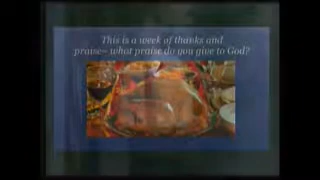 This is a week of thanks and
praise– what praise do you give to God?